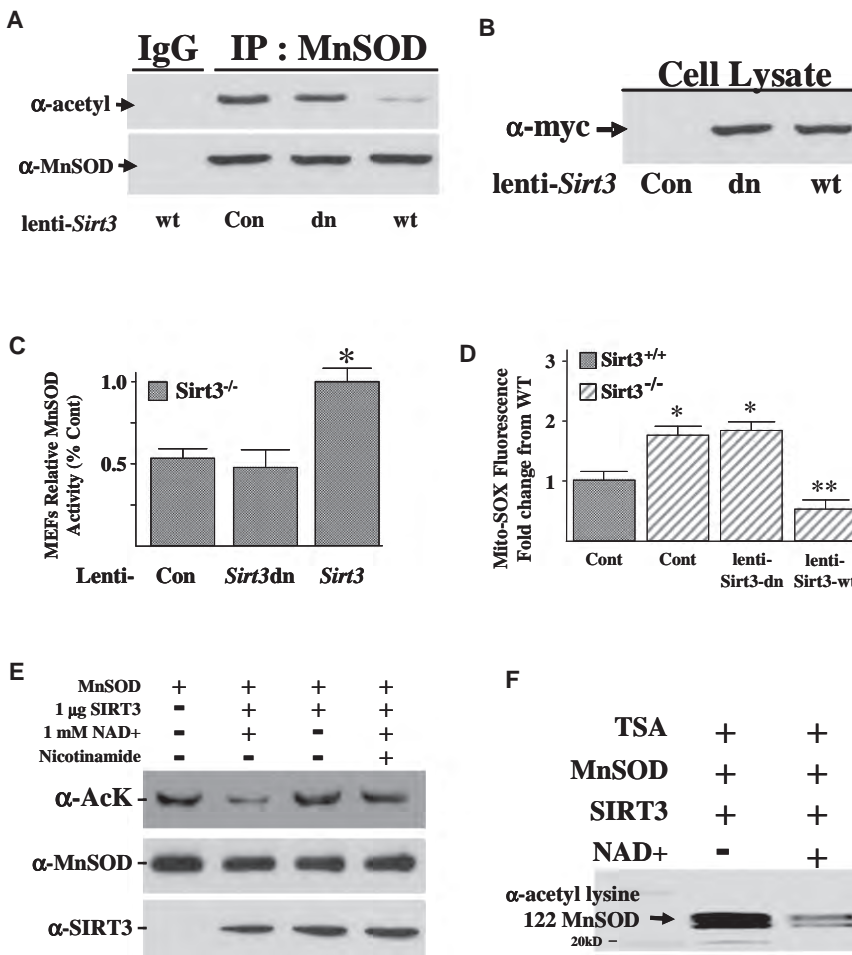 A
IgG IP : MnSOD
α-acetyl
α-MnSOD
lenti-Sirt3 wt Con dn wt
B
Cell Lysate
α-myc
lenti-Sirt3 Con dn wt
C
MEFs Relative MnSOD
Activity (% Cont)
1.0
0.5
Sirt3-/-
*
Lenti- Con Sirt3dn Sirt3
D
Mito-SOX Fluorescence
Fold change from WT
3
2
1
Sirt3+/+
Sirt3-/-
* * **
Cont Cont lenti- lenti-
Sirt3-dn Sirt3-wt
E
MnSOD + + + +
1 µg SIRT3 - + + +
1 mM NAD+ - + - +
Nicotinamide - - - +
α-AcK -
α-MnSOD -
α-SIRT3 -
F
TSA + +
MnSOD + +
SIRT3 + +
NAD+ - +
α-acetyl lysine
122 MnSOD
20kD –